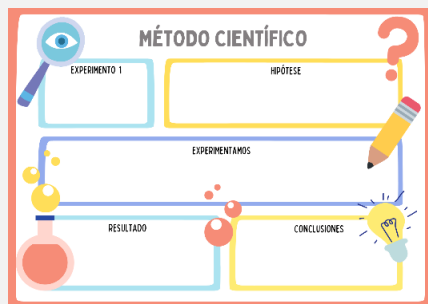 MÉTODO CIENTÍFICO
EXPERIMENTO 1
HIPÓTESE
EXPERIMENTAMOS
RESULTADO
CONCLUSIONES